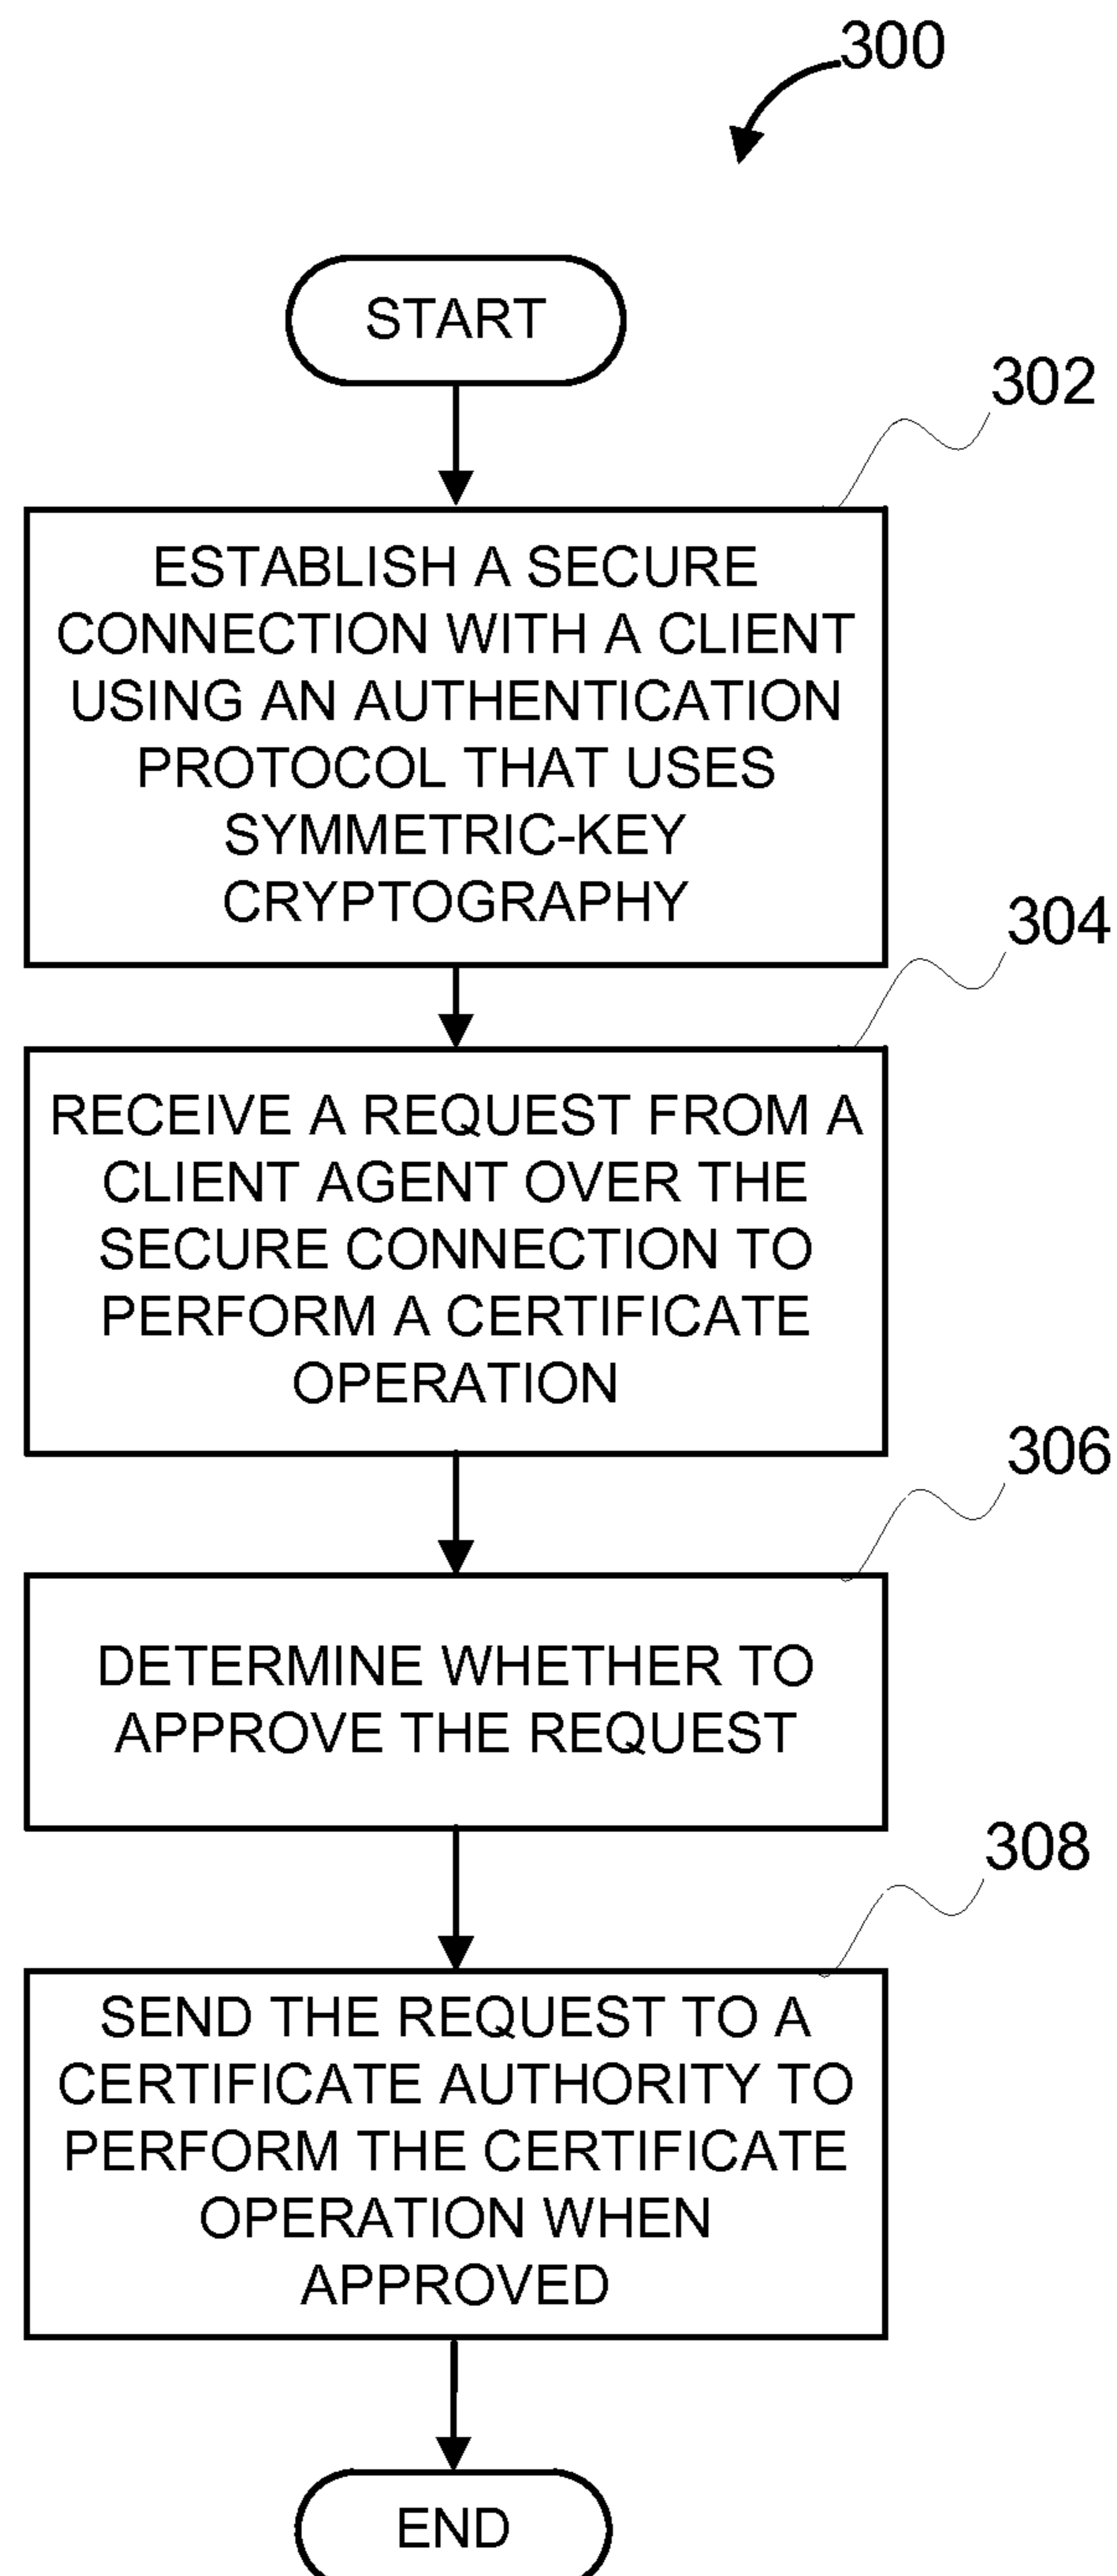 300
START
302
ESTABLISH A SECURE
CONNECTION WITH A CLIENT
USING AN AUTHENTICATION
PROTOCOL THAT USES
SYMMETRIC-KEY
CRYPTOGRAPHY
304
RECEIVE A REQUEST FROM A
CLIENT AGENT OVER THE
SECURE CONNECTION TO
PERFORM A CERTIFICATE
OPERATION
306
DETERMINE WHETHER TO
APPROVE THE REQUEST
308
SEND THE REQUEST TO A
CERTIFICATE AUTHORITY TO
PERFORM THE CERTIFICATE
OPERATION WHEN
APPROVED
END